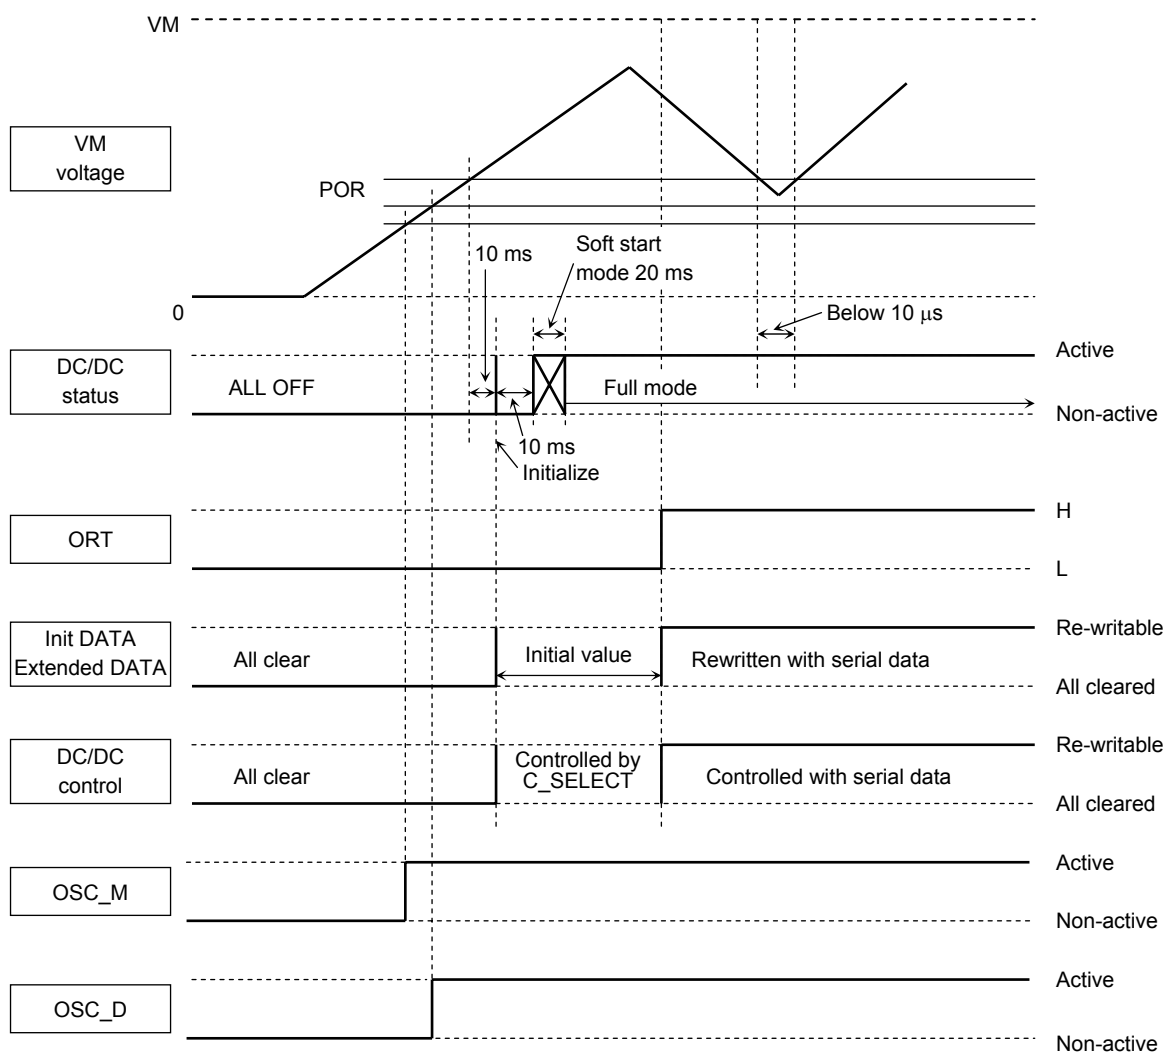 VM
VM
voltage
POR
0
10 ms
Soft start
mode 20 ms
Below 10 μs
DC/DC
status
ALL OFF
Full mode
Active
Non-active
10 ms
Initialize
ORT
H
L
Init DATA
Extended DATA
All clear
Initial value
Rewritten with serial data
Re-writable
All cleared
DC/DC
control
All clear
Controlled by
C_SELECT
Controlled with serial data
Re-writable
All cleared
OSC_M
Active
Non-active
OSC_D
Active
Non-active